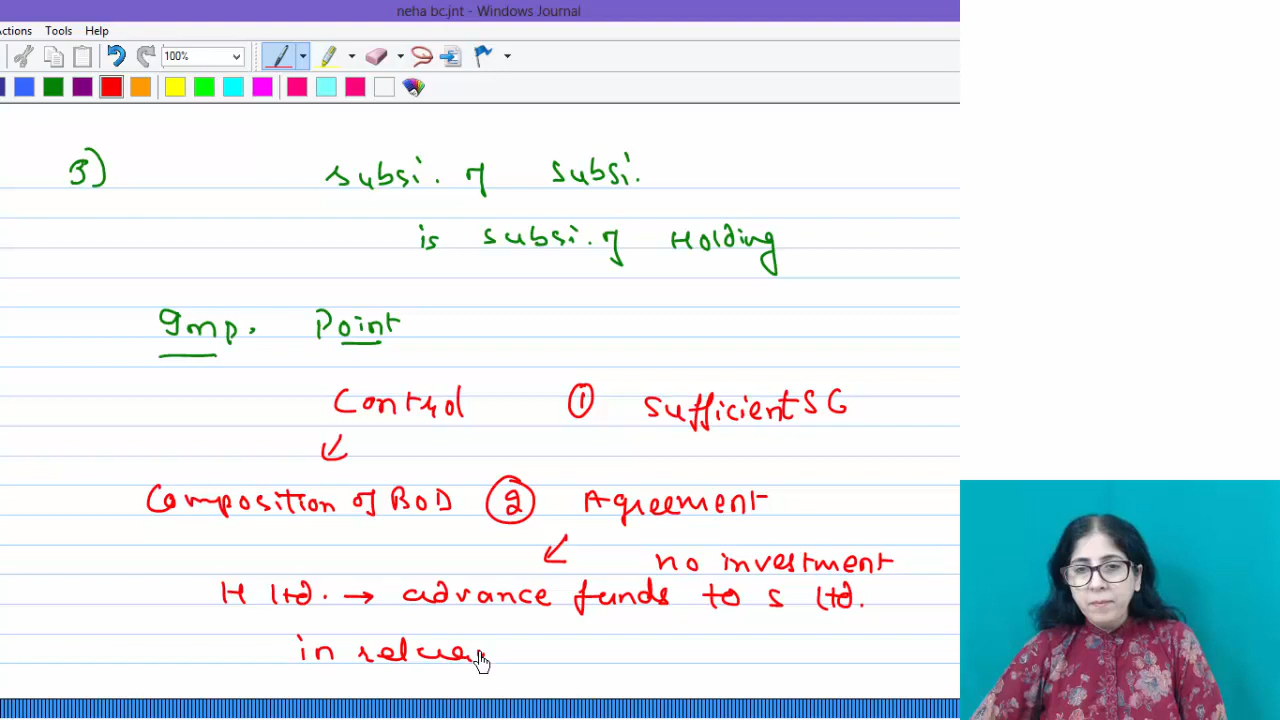 neha bc.jnt - Windows Journal
Actions Tools Help
100%
3) subsi. of subsi.
is subsi. of Holding
Imp. Point
Control ① sufficient SG
Composition of BOD ② Agreement
no investment
H ltd. → advance funds to S ltd.
in